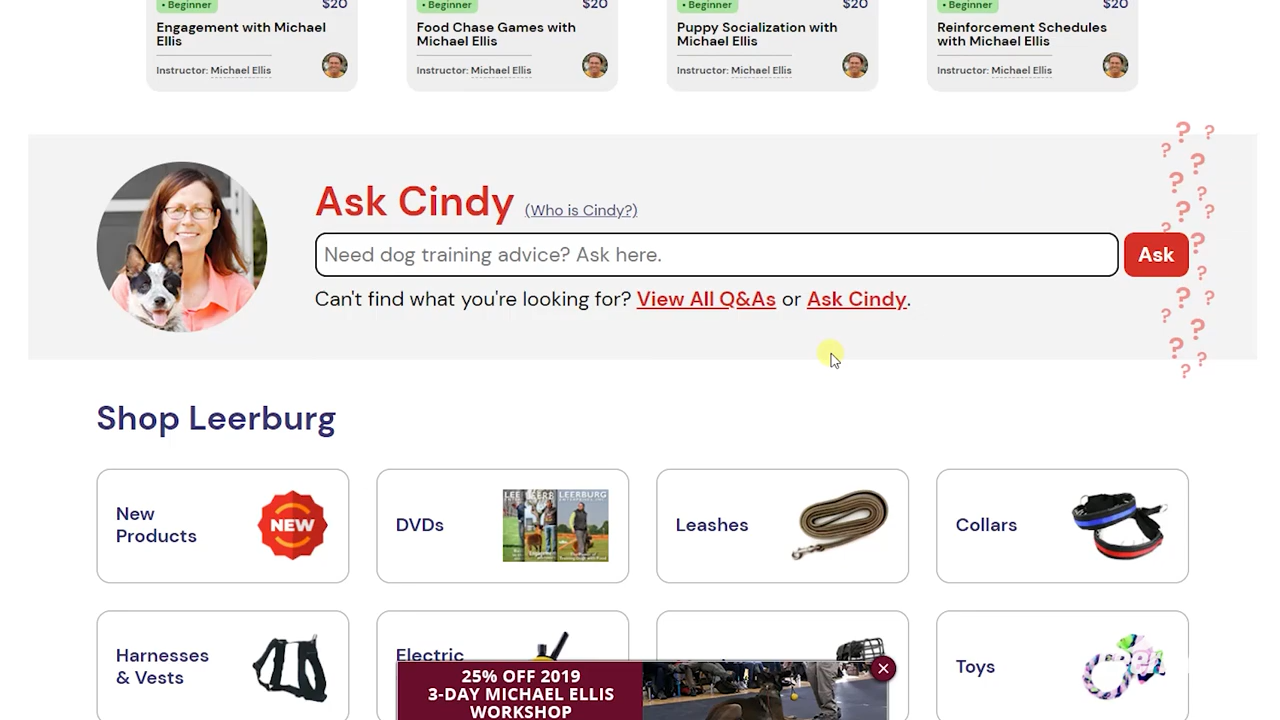 • Beginner $20
Engagement with Michael
Ellis
Instructor: Michael Ellis
• Beginner $20
Food Chase Games with
Michael Ellis
Instructor: Michael Ellis
• Beginner $20
Puppy Socialization with
Michael Ellis
Instructor: Michael Ellis
• Beginner $20
Reinforcement Schedules
with Michael Ellis
Instructor: Michael Ellis
Ask Cindy (Who is Cindy?)
Need dog training advice? Ask here.
Ask
Can't find what you're looking for? View All Q&As or Ask Cindy.
Shop Leerburg
New
Products
NEW
DVDs
LEERBURG
Leashes
Collars
Harnesses
& Vests
Electric
Toys
25% OFF 2019
3-DAY MICHAEL ELLIS
WORKSHOP